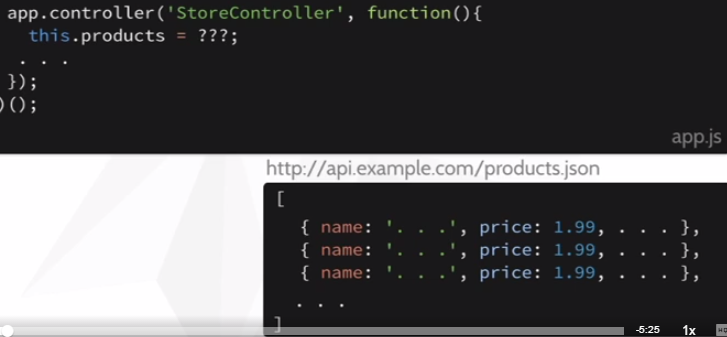 app.controller('StoreController', function(){
this.products = ???;
. . .
});
)();
app.js
http://api.example.com/products.json
[
{ name: '. . .', price: 1.99, . . . },
{ name: '. . .', price: 1.99, . . . },
{ name: '. . .', price: 1.99, . . . },
. . .
]
-5:25 1x HD